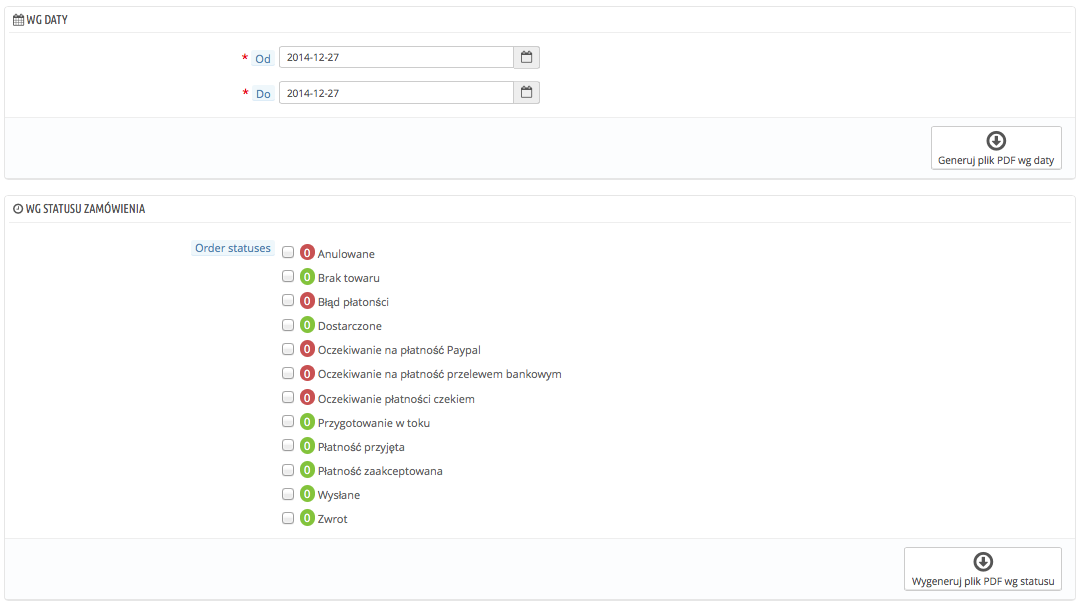 WG DATY
* Od 2014-12-27
* Do 2014-12-27
Generuj plik PDF wg daty
WG STATUSU ZAMÓWIENIA
Order statuses
0 Anulowane
0 Brak towaru
0 Błąd płatonści
0 Dostarczone
0 Oczekiwanie na płatność Paypal
0 Oczekiwanie na płatność przelewem bankowym
0 Oczekiwanie płatności czekiem
0 Przygotowanie w toku
0 Płatność przyjęta
0 Płatność zaakceptowana
0 Wysłane
0 Zwrot
Wygeneruj plik PDF wg statusu